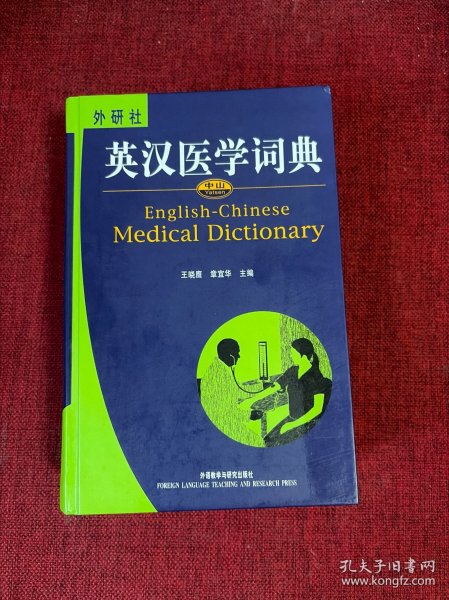 外研社
英汉医学词典
中山
Yatsen
English-Chinese
Medical Dictionary
王晓鹰 章宜华 主编
外语教学与研究出版社
FOREIGN LANGUAGE TEACHING AND RESEARCH PRESS
孔夫子旧书网
www.kongfz.com